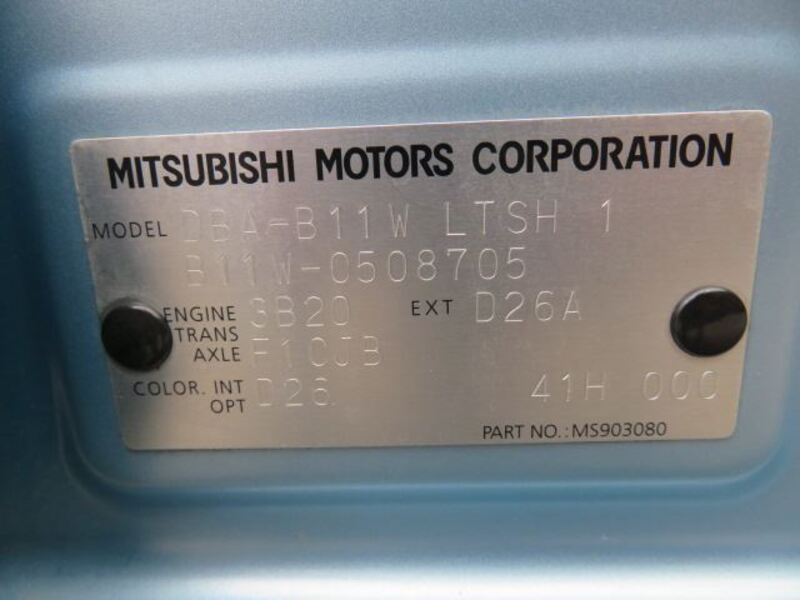 MITSUBISHI MOTORS CORPORATION
MODEL DBA-B11W LTSH 1
B11W-0508705
ENGINE 3B20 EXT D26A
TRANS
AXLE F1CJB
COLOR. INT D26
OPT 41H 000
PART NO.:MS903080